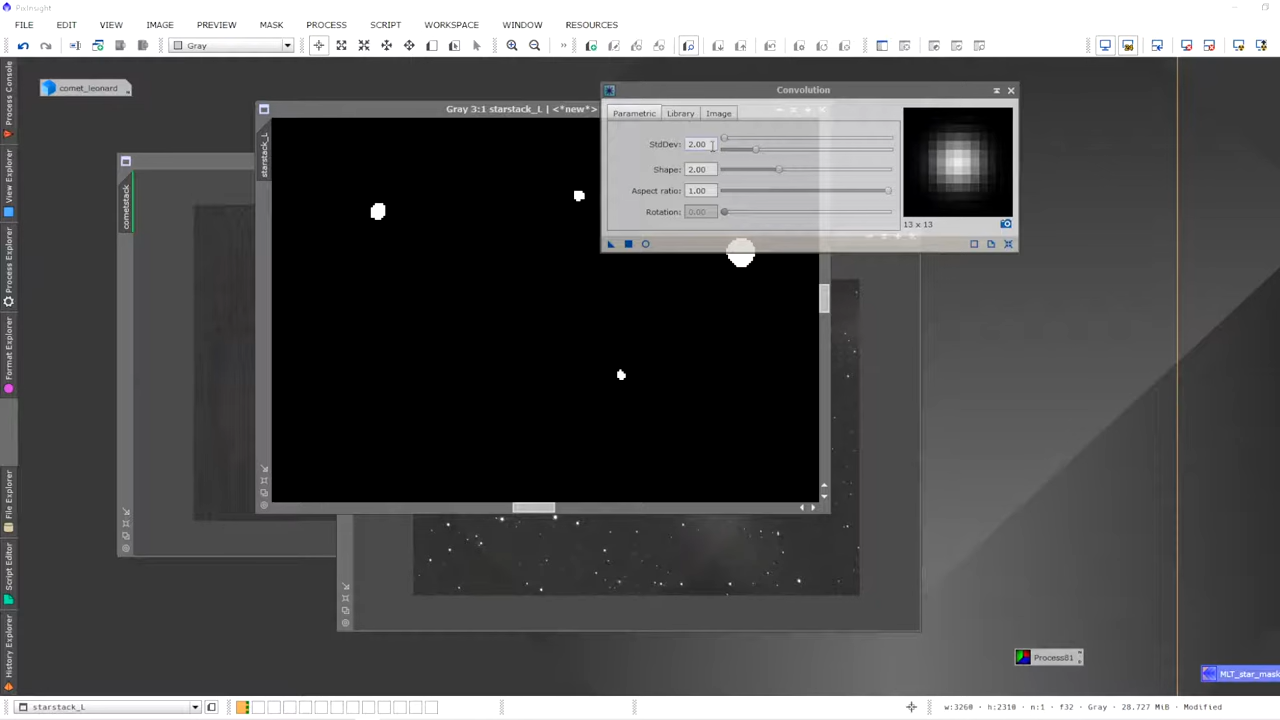 PixInsight
FILE EDIT VIEW IMAGE PREVIEW MASK PROCESS SCRIPT WORKSPACE WINDOW RESOURCES
Gray
Process Console
View Explorer
Process Explorer
Format Explorer
File Explorer
Script Editor
History Explorer
comet_leonard
cometstack
Gray 3:1 starstack_L | <*new*>
starstack_L
Convolution
Parametric Library Image
StdDev: 2.00
Shape: 2.00
Aspect ratio: 1.00
Rotation: 0.00
13 x 13
Process81
MLT_star_mask
starstack_L
w:3260 · h:2310 · n:1 · f32 · Gray · 28.727 MiB · Modified